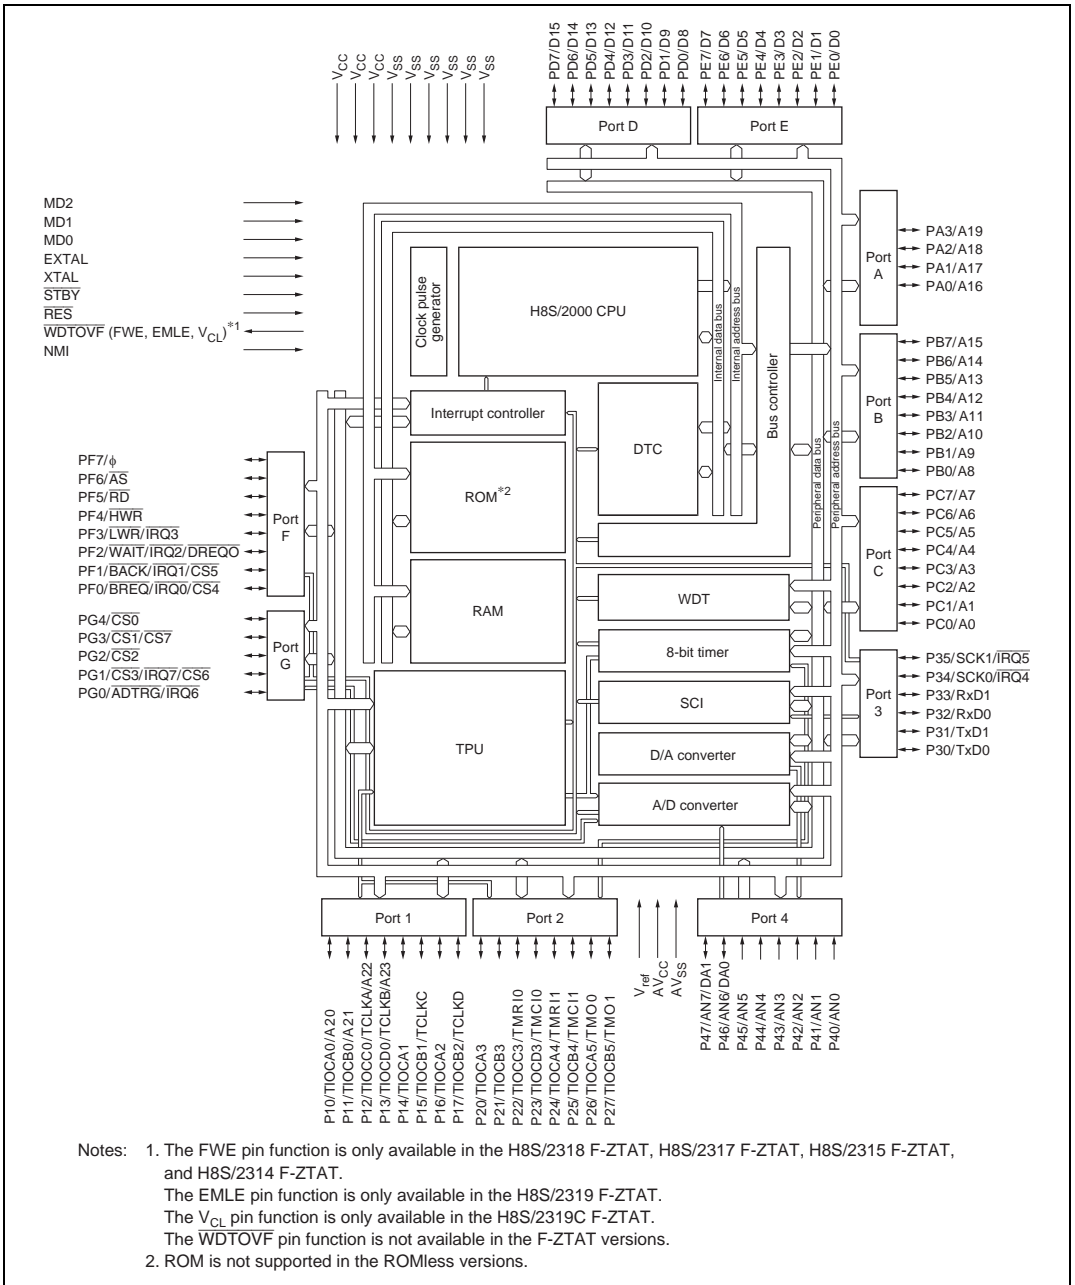 VCC
VCC
VCC
VSS
VSS
VSS
VSS
VSS
VSS
PD7/D15
PD6/D14
PD5/D13
PD4/D12
PD3/D11
PD2/D10
PD1/D9
PD0/D8
PE7/D7
PE6/D6
PE5/D5
PE4/D4
PE3/D3
PE2/D2
PE1/D1
PE0/D0
Port D
Port E
MD2
MD1
MD0
EXTAL
XTAL
STBY
RES
WDTOVF (FWE, EMLE, VCL)*1
NMI
Clock pulse
generator
H8S/2000 CPU
Internal data bus
Internal address bus
Bus controller
Peripheral data bus
Peripheral address bus
Port
A
PA3/A19
PA2/A18
PA1/A17
PA0/A16
Port
B
PB7/A15
PB6/A14
PB5/A13
PB4/A12
PB3/A11
PB2/A10
PB1/A9
PB0/A8
Interrupt controller
DTC
ROM*2
RAM
TPU
WDT
8-bit timer
SCI
D/A converter
A/D converter
PF7/ϕ
PF6/AS
PF5/RD
PF4/HWR
PF3/LWR/IRQ3
PF2/WAIT/IRQ2/DREQO
PF1/BACK/IRQ1/CS5
PF0/BREQ/IRQ0/CS4
Port
F
PG4/CS0
PG3/CS1/CS7
PG2/CS2
PG1/CS3/IRQ7/CS6
PG0/ADTRG/IRQ6
Port
G
Port
C
PC7/A7
PC6/A6
PC5/A5
PC4/A4
PC3/A3
PC2/A2
PC1/A1
PC0/A0
Port
3
P35/SCK1/IRQ5
P34/SCK0/IRQ4
P33/RxD1
P32/RxD0
P31/TxD1
P30/TxD0
Port 1
Port 2
Port 4
P10/TIOCA0/A20
P11/TIOCB0/A21
P12/TIOCC0/TCLKA/A22
P13/TIOCD0/TCLKB/A23
P14/TIOCA1
P15/TIOCB1/TCLKC
P16/TIOCA2
P17/TIOCB2/TCLKD
P20/TIOCA3
P21/TIOCB3
P22/TIOCC3/TMRI0
P23/TIOCD3/TMCI0
P24/TIOCA4/TMRI1
P25/TIOCB4/TMCI1
P26/TIOCA5/TMO0
P27/TIOCB5/TMO1
Vref
AVCC
AVSS
P47/AN7/DA1
P46/AN6/DA0
P45/AN5
P44/AN4
P43/AN3
P42/AN2
P41/AN1
P40/AN0
Notes: 1. The FWE pin function is only available in the H8S/2318 F-ZTAT, H8S/2317 F-ZTAT, H8S/2315 F-ZTAT,
and H8S/2314 F-ZTAT.
The EMLE pin function is only available in the H8S/2319 F-ZTAT.
The VCL pin function is only available in the H8S/2319C F-ZTAT.
The WDTOVF pin function is not available in the F-ZTAT versions.
2. ROM is not supported in the ROMless versions.